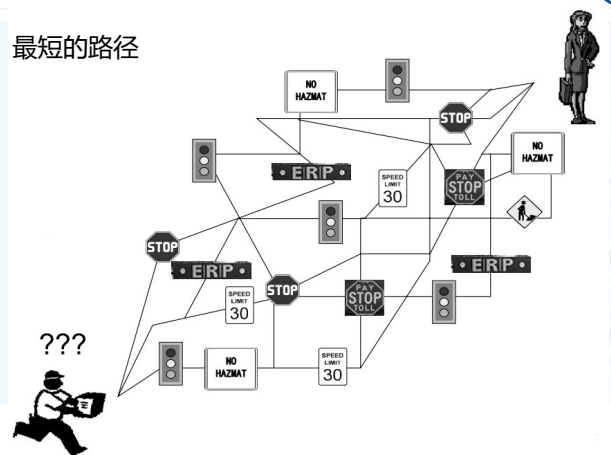 最短的路径
NO
HAZMAT
STOP
NO
HAZMAT
ERP
SPEED
LIMIT
30
PAY
STOP
TOLL
STOP
ERP
ERP
STOP
SPEED
LIMIT
30
PAY
STOP
TOLL
???
NO
HAZMAT
SPEED
LIMIT
30